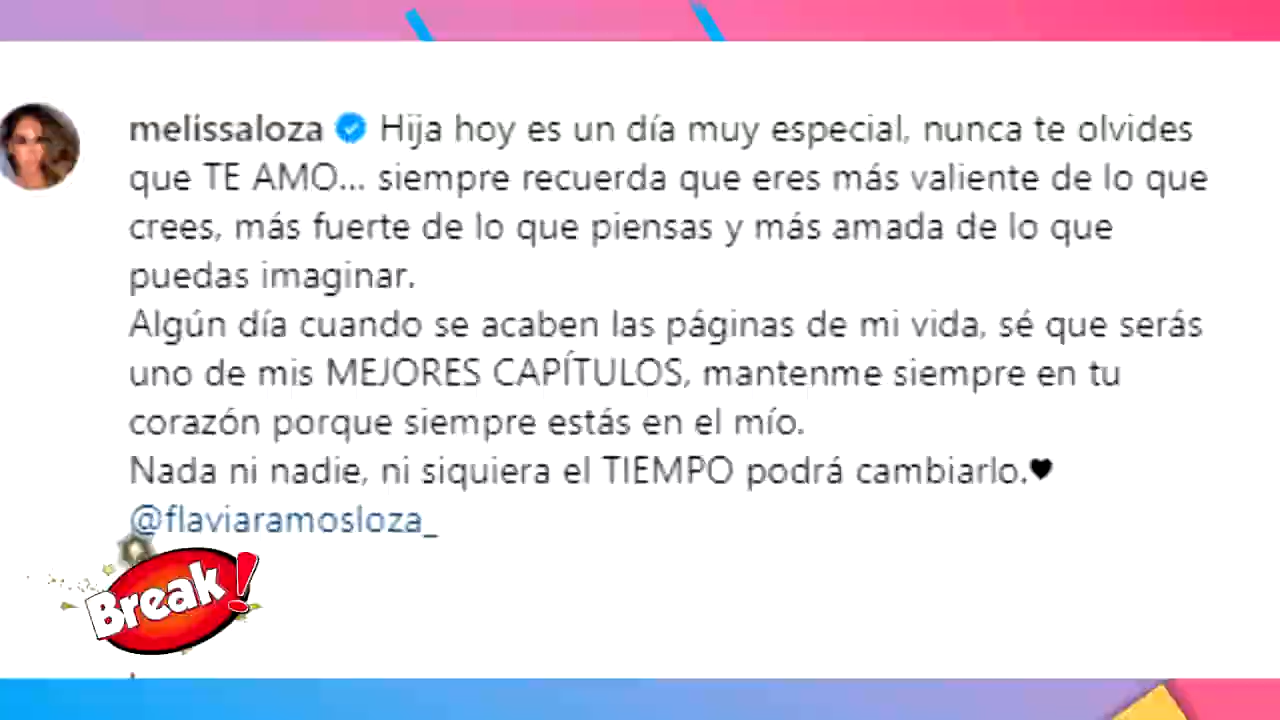 melissaloza Hija hoy es un día muy especial, nunca te olvides
que TE AMO... siempre recuerda que eres más valiente de lo que
crees, más fuerte de lo que piensas y más amada de lo que
puedas imaginar.
Algún día cuando se acaben las páginas de mi vida, sé que serás
uno de mis MEJORES CAPÍTULOS, mantenme siempre en tu
corazón porque siempre estás en el mío.
Nada ni nadie, ni siquiera el TIEMPO podrá cambiarlo.♥
@flaviaramosloza_
Break!